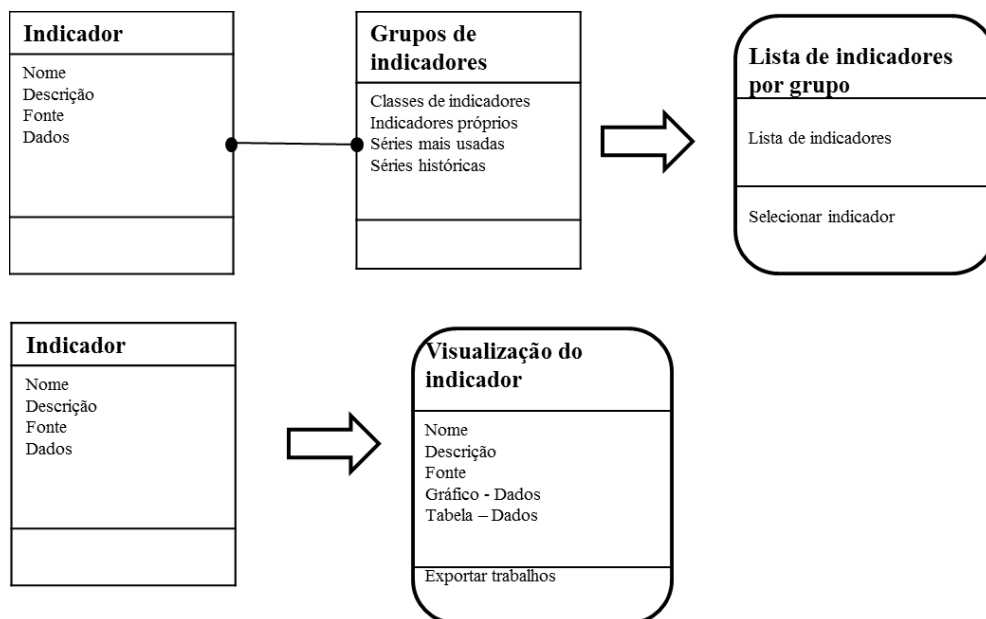 Indicador
Nome
Descrição
Fonte
Dados
Grupos de
indicadores
Classes de indicadores
Indicadores próprios
Séries mais usadas
Séries históricas
Lista de indicadores
por grupo
Lista de indicadores
Selecionar indicador
Indicador
Nome
Descrição
Fonte
Dados
Visualização do
indicador
Nome
Descrição
Fonte
Gráfico - Dados
Tabela – Dados
Exportar trabalhos